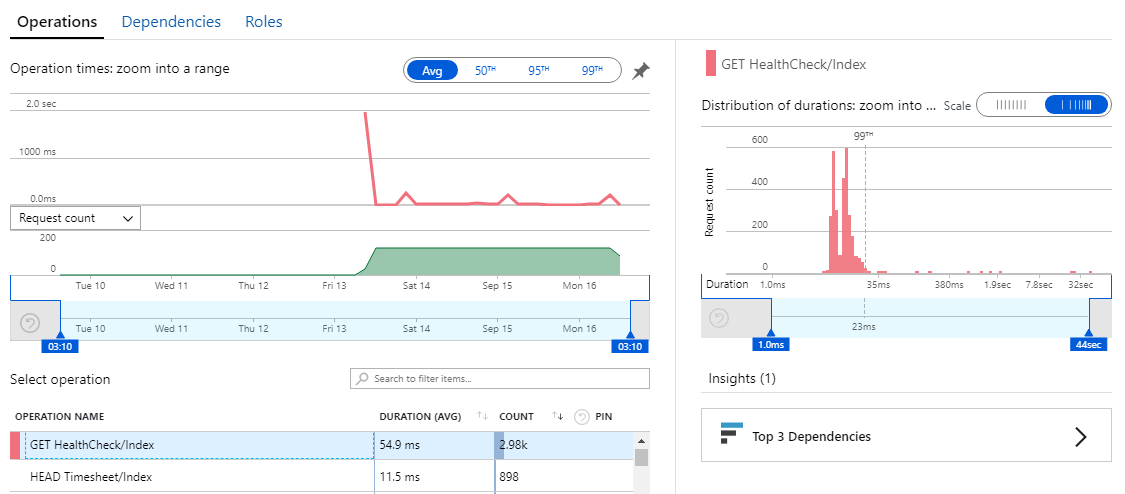 Operations Dependencies Roles
Operation times: zoom into a range
Avg 50TH 95TH 99TH
2.0 sec
1000 ms
0.0ms
Request count
200
0
Tue 10 Wed 11 Thu 12 Fri 13 Sat 14 Sep 15 Mon 16
Tue 10 Wed 11 Thu 12 Fri 13 Sat 14 Sep 15 Mon 16
03:10 03:10
Select operation
Search to filter items...
OPERATION NAME DURATION (AVG) COUNT PIN
GET HealthCheck/Index 54.9 ms 2.98k
HEAD Timesheet/Index 11.5 ms 898
GET HealthCheck/Index
Distribution of durations: zoom into ... Scale
99TH
Request count
600
400
200
0
Duration 1.0ms 35ms 380ms 1.9sec 7.8sec 32sec
23ms
1.0ms 44sec
Insights (1)
Top 3 Dependencies